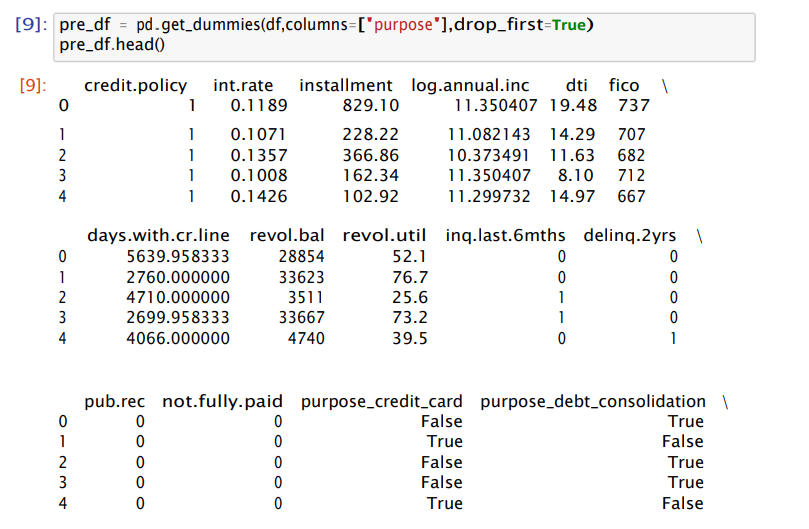 [9]: pre_df = pd.get_dummies(df,columns=["purpose"],drop_first=True)
pre_df.head()
[9]: credit.policy int.rate installment log.annual.inc dti fico \
0 1 0.1189 829.10 11.350407 19.48 737
1 1 0.1071 228.22 11.082143 14.29 707
2 1 0.1357 366.86 10.373491 11.63 682
3 1 0.1008 162.34 11.350407 8.10 712
4 1 0.1426 102.92 11.299732 14.97 667
days.with.cr.line revol.bal revol.util inq.last.6mths delinq.2yrs \
0 5639.958333 28854 52.1 0 0
1 2760.000000 33623 76.7 0 0
2 4710.000000 3511 25.6 1 0
3 2699.958333 33667 73.2 1 0
4 4066.000000 4740 39.5 0 1
pub.rec not.fully.paid purpose_credit_card purpose_debt_consolidation \
0 0 0 False True
1 0 0 True False
2 0 0 False True
3 0 0 False True
4 0 0 True False